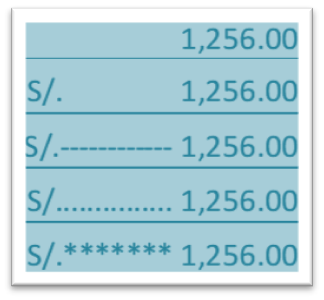 1,256.00
S/. 1,256.00
S/.------------ 1,256.00
S/............... 1,256.00
S/.******* 1,256.00